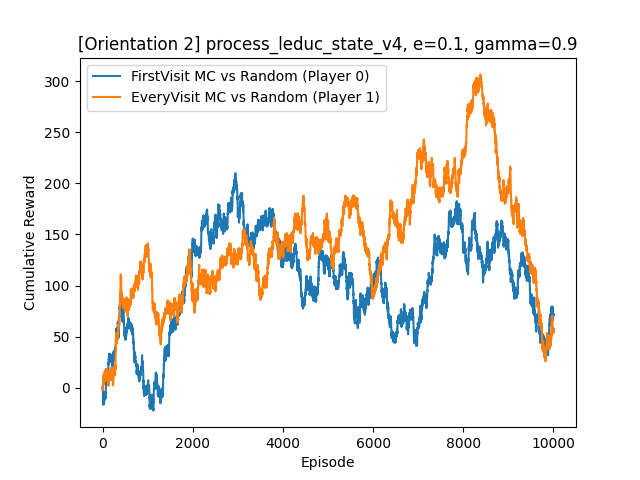 [Orientation 2] process_leduc_state_v4, e=0.1, gamma=0.9
FirstVisit MC vs Random (Player 0)
EveryVisit MC vs Random (Player 1)
300
250
200
150
100
50
0
Cumulative Reward
0 2000 4000 6000 8000 10000
Episode